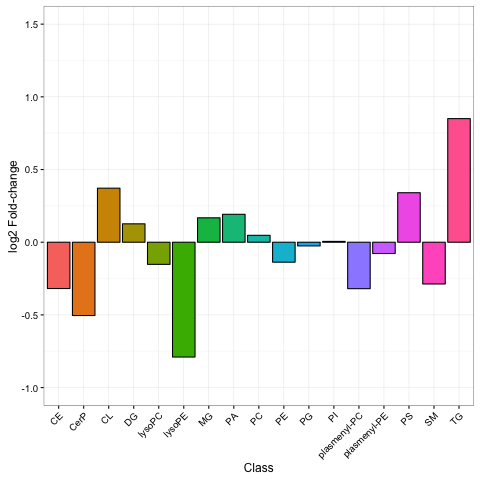 log2 Fold-change
1.5
1.0
0.5
0.0
-0.5
-1.0
CE
CerP
CL
DG
lysoPC
lysoPE
MG
PA
PC
PE
PG
PI
plasmenyl-PC
plasmenyl-PE
PS
SM
TG
Class